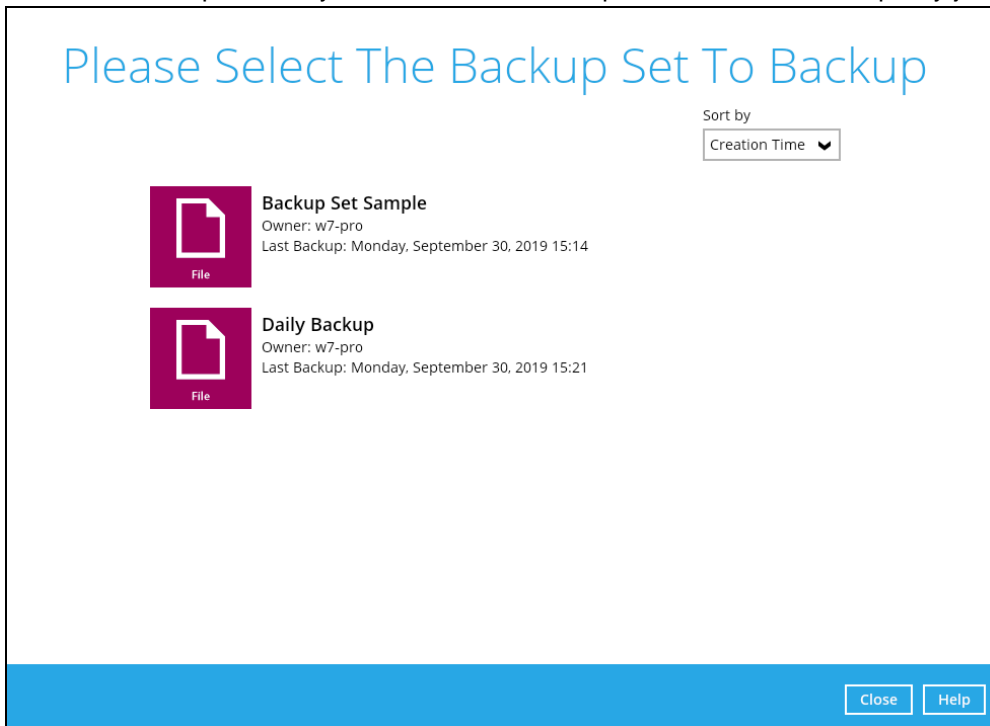 Please Select The Backup Set To Backup
Sort by
Creation Time
Backup Set Sample
Owner: w7-pro
Last Backup: Monday, September 30, 2019 15:14
File
Daily Backup
Owner: w7-pro
Last Backup: Monday, September 30, 2019 15:21
File
Close
Help